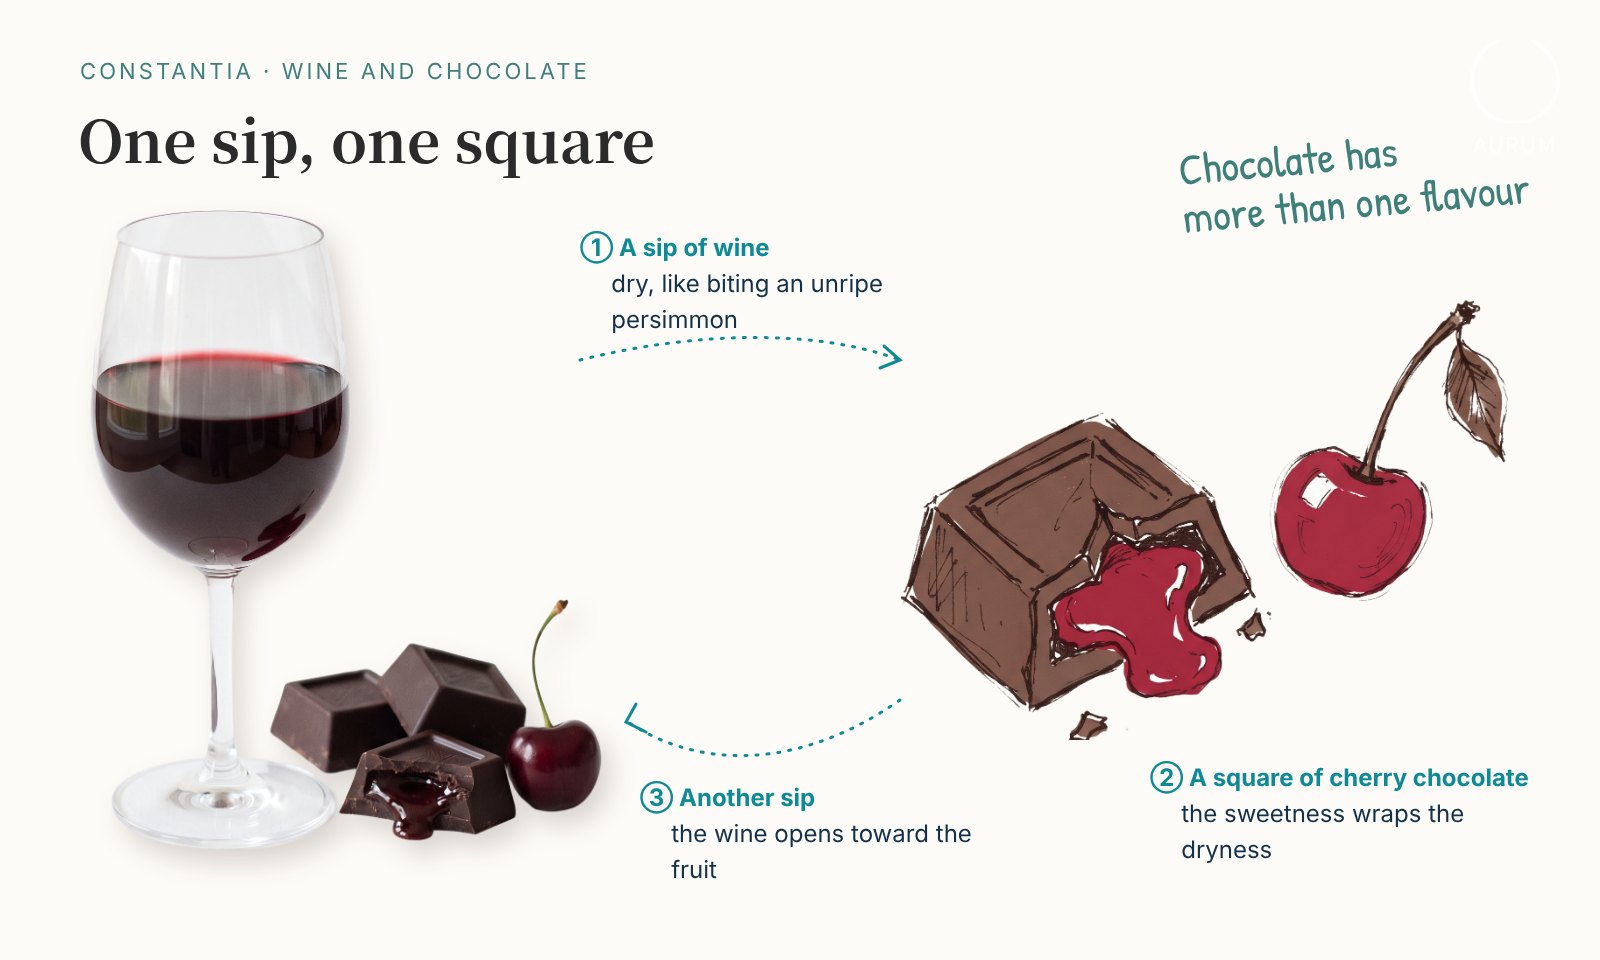 CONSTANTIA · WINE AND CHOCOLATE
One sip, one square
AURUM
Chocolate has
more than one flavour
① A sip of wine
dry, like biting an unripe
persimmon
② A square of cherry chocolate
the sweetness wraps the
dryness
③ Another sip
the wine opens toward the
fruit